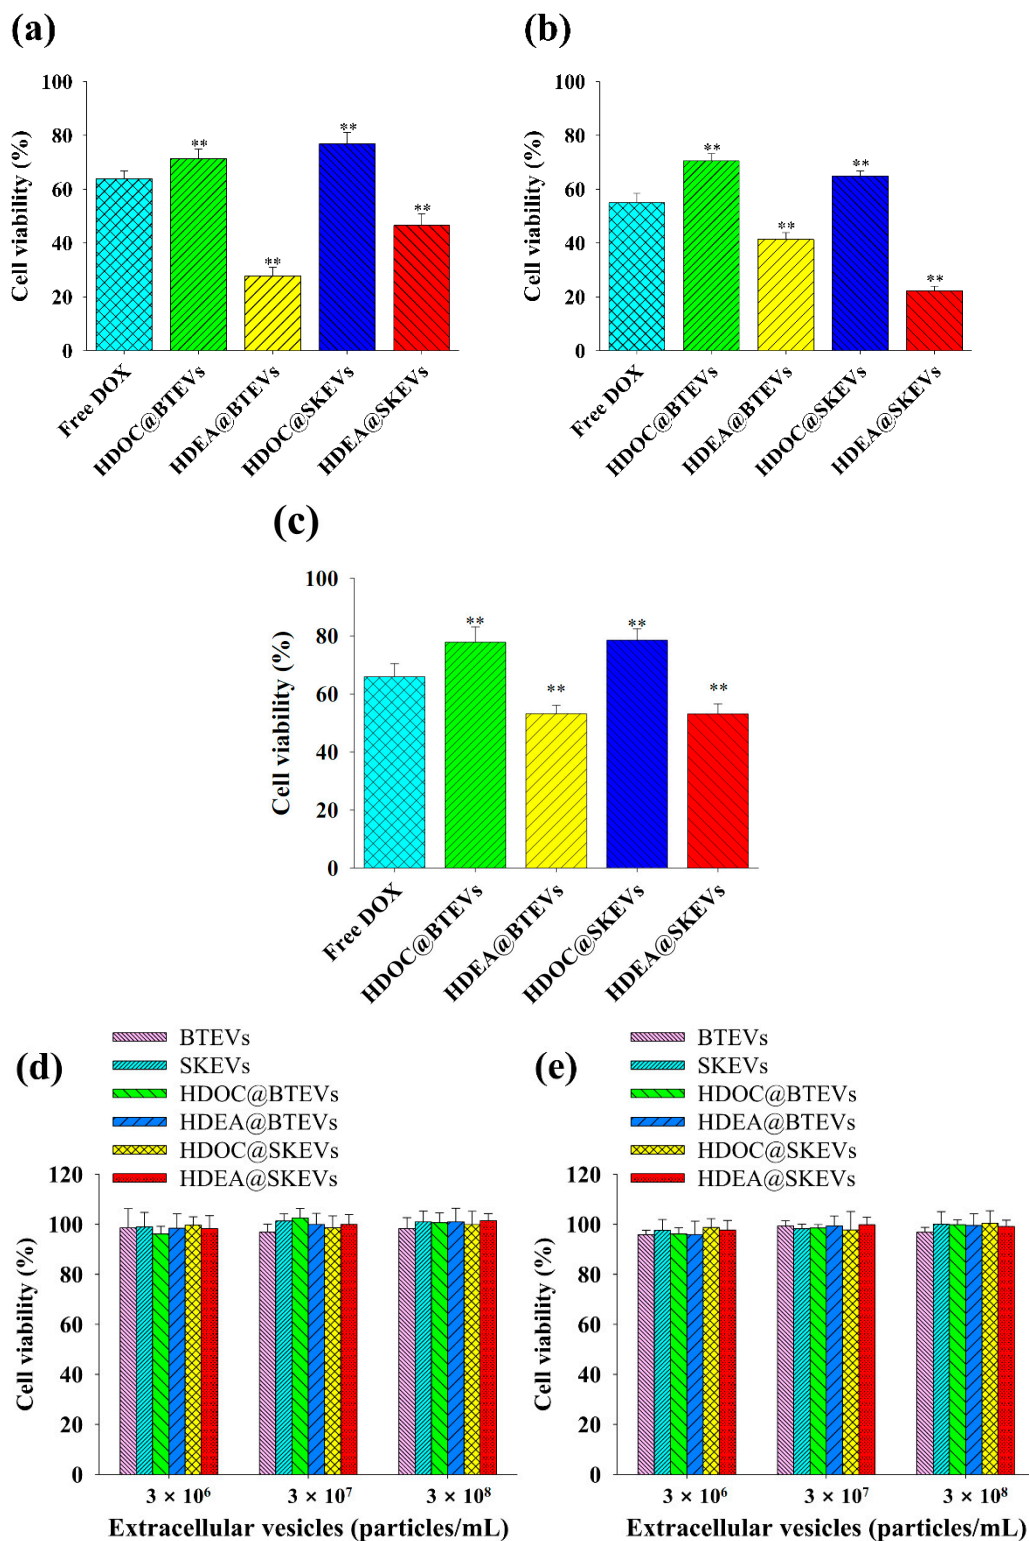 (a)
Cell viability (%)
100
80
60
40
20
0
**
**
**
**
Free DOX
HDOC@BTEVs
HDEA@BTEVs
HDOC@SKEVs
HDEA@SKEVs
(b)
Cell viability (%)
100
80
60
40
20
0
**
**
**
**
Free DOX
HDOC@BTEVs
HDEA@BTEVs
HDOC@SKEVs
HDEA@SKEVs
(c)
Cell viability (%)
100
80
60
40
20
0
**
**
**
**
Free DOX
HDOC@BTEVs
HDEA@BTEVs
HDOC@SKEVs
HDEA@SKEVs
(d)
BTEVs
SKEVs
HDOC@BTEVs
HDEA@BTEVs
HDOC@SKEVs
HDEA@SKEVs
Cell viability (%)
120
100
80
60
40
20
0
3 × 10⁶
3 × 10⁷
3 × 10⁸
Extracellular vesicles (particles/mL)
(e)
BTEVs
SKEVs
HDOC@BTEVs
HDEA@BTEVs
HDOC@SKEVs
HDEA@SKEVs
Cell viability (%)
120
100
80
60
40
20
0
3 × 10⁶
3 × 10⁷
3 × 10⁸
Extracellular vesicles (particles/mL)